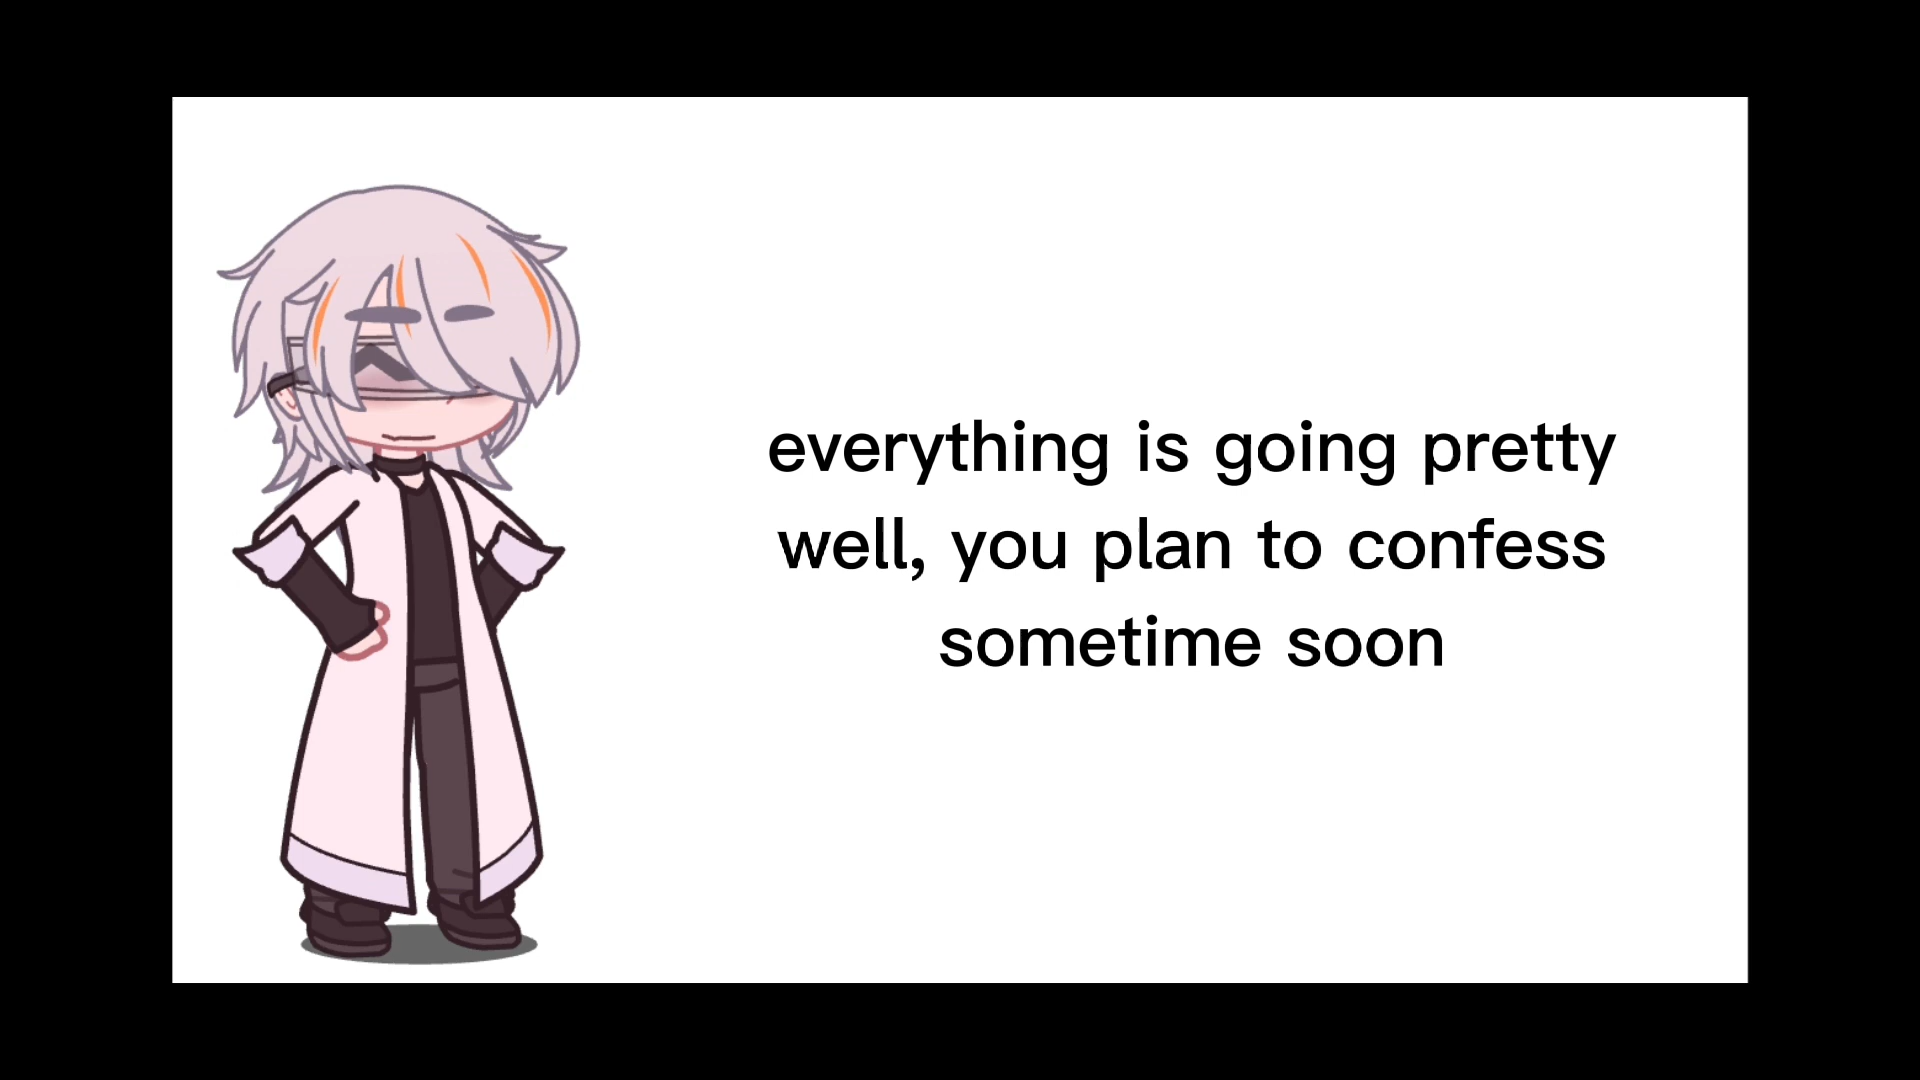 everything is going pretty
well, you plan to confess
sometime soon